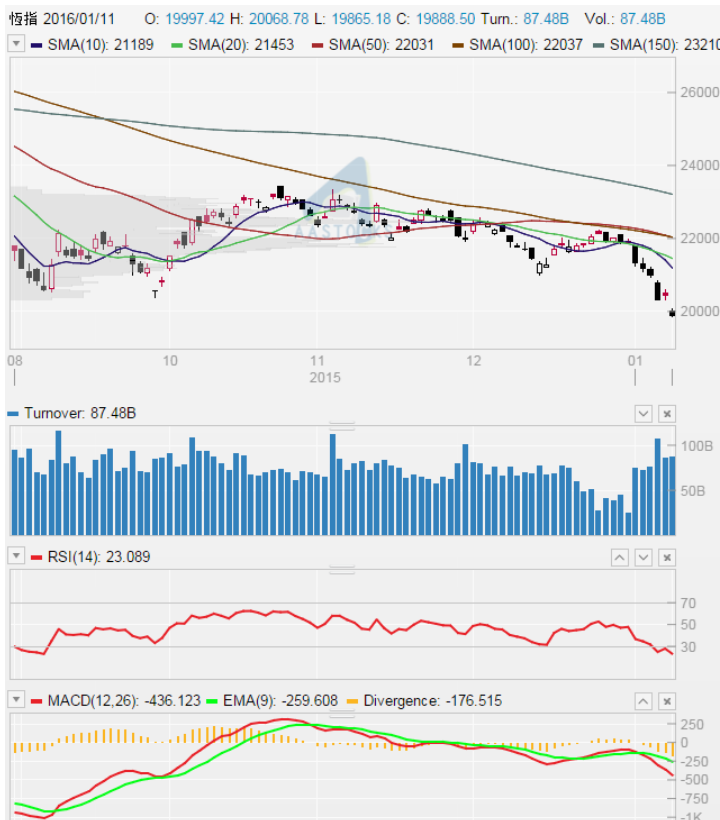 恆指 2016/01/11 O: 19997.42 H: 20068.78 L: 19865.18 C: 19888.50 Turn.: 87.48B Vol.: 87.48B
SMA(10): 21189 SMA(20): 21453 SMA(50): 22031 SMA(100): 22037 SMA(150): 23210
26000
24000
22000
20000
08 10 11 12 01
2015
Turnover: 87.48B
100B
50B
RSI(14): 23.089
70
50
30
MACD(12,26): -436.123 EMA(9): -259.608 Divergence: -176.515
250
0
-250
-500
-750
-1K